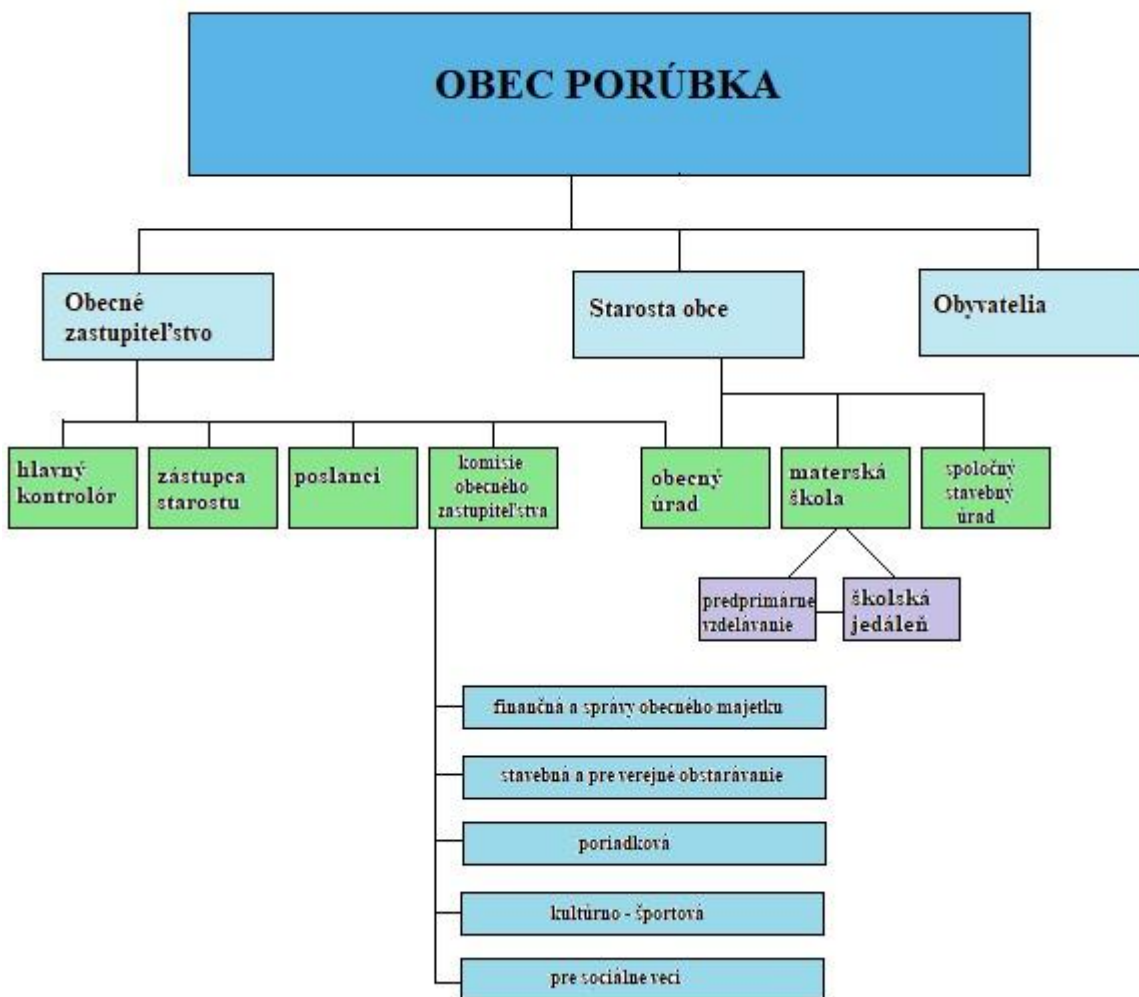 OBEC PORÚBKA
Obecné
zastupiteľstvo
Starosta obce
Obyvatelia
hlavný
kontrolór
zástupca
starostu
poslanci
komisie
obecného
zastupiteľstva
obecný
úrad
materská
škola
spoločný
stavebný
úrad
predprimárne
vzdelávanie
školská
jedáleň
finančná a správy obecného majetku
stavebná a pre verejné obstarávanie
poriadková
kultúrno - športová
pre sociálne veci